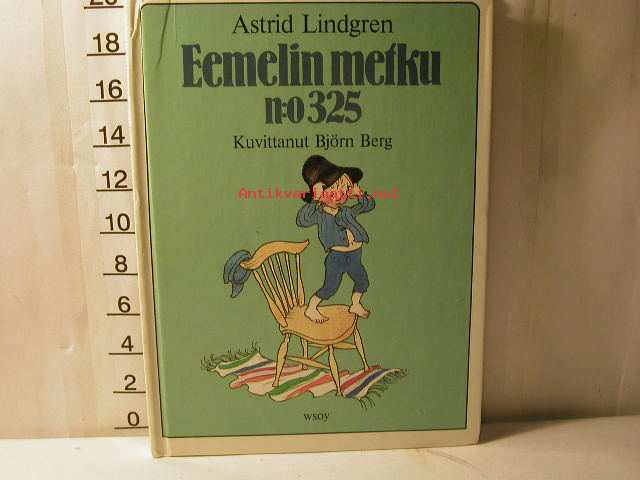 Astrid Lindgren
Eemelin metku
n:o 325
Kuvittanut Björn Berg
Antikvariaatti.net
wsoy
20
18
16
14
12
10
8
6
4
2
0